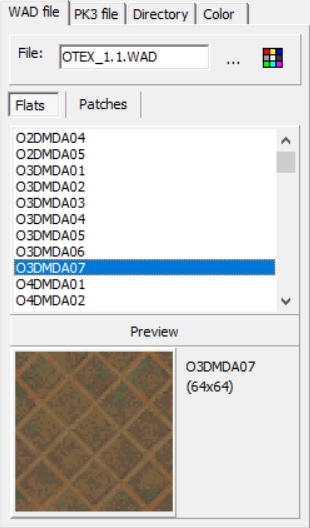 WAD file PK3 file Directory Color
File: OTEX_1.1.WAD ...
Flats Patches
O2DMDA04
O2DMDA05
O3DMDA01
O3DMDA02
O3DMDA03
O3DMDA04
O3DMDA05
O3DMDA06
O3DMDA07
O4DMDA01
O4DMDA02
Preview
O3DMDA07
(64x64)